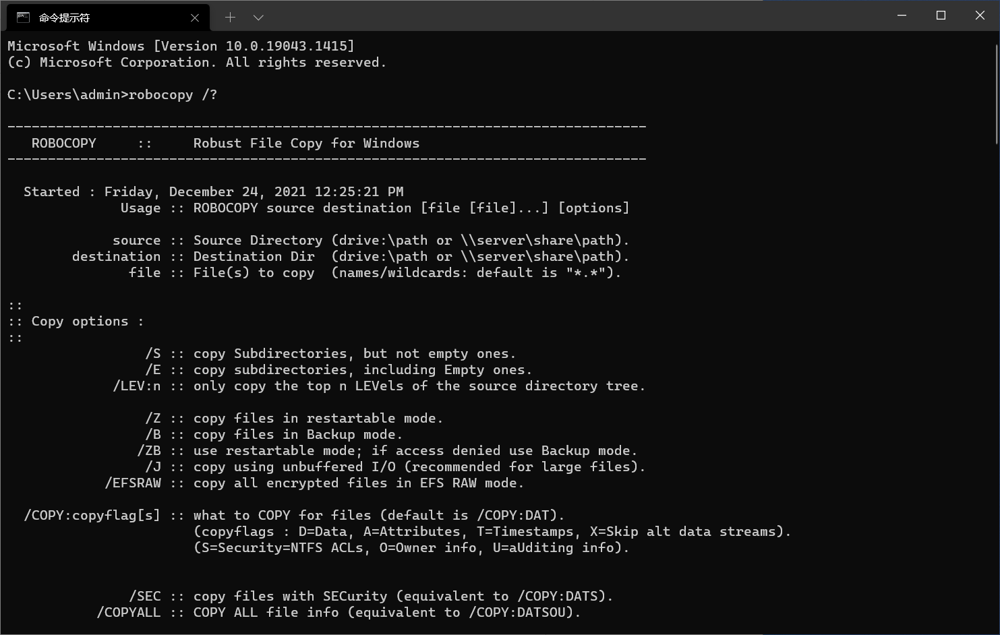 命令提示符
Microsoft Windows [Version 10.0.19043.1415]
(c) Microsoft Corporation. All rights reserved.
C:\Users\admin>robocopy /?
-------------------------------------------------------------------------------
ROBOCOPY     ::     Robust File Copy for Windows
-------------------------------------------------------------------------------
Started : Friday, December 24, 2021 12:25:21 PM
Usage :: ROBOCOPY source destination [file [file]...] [options]
source :: Source Directory (drive:\path or \\server\share\path).
destination :: Destination Dir  (drive:\path or \\server\share\path).
file :: File(s) to copy  (names/wildcards: default is "*.*").
::
:: Copy options :
::
/S :: copy Subdirectories, but not empty ones.
/E :: copy subdirectories, including Empty ones.
/LEV:n :: only copy the top n LEVels of the source directory tree.
/Z :: copy files in restartable mode.
/B :: copy files in Backup mode.
/ZB :: use restartable mode; if access denied use Backup mode.
/J :: copy using unbuffered I/O (recommended for large files).
/EFSRAW :: copy all encrypted files in EFS RAW mode.
/COPY:copyflag[s] :: what to COPY for files (default is /COPY:DAT).
(copyflags : D=Data, A=Attributes, T=Timestamps, X=Skip alt data streams).
(S=Security=NTFS ACLs, O=Owner info, U=aUditing info).
/SEC :: copy files with SECurity (equivalent to /COPY:DATS).
/COPYALL :: COPY ALL file info (equivalent to /COPY:DATSOU).